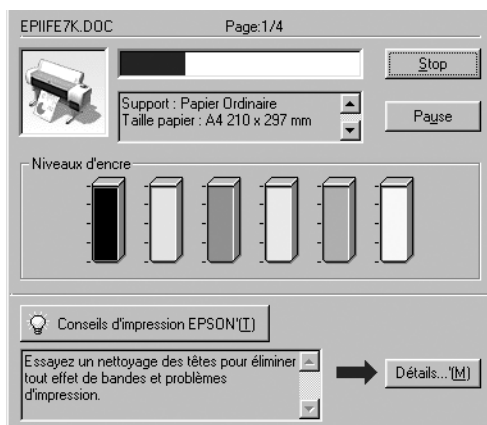 EPIIFE7K.DOC Page:1/4
Stop
Support : Papier Ordinaire
Taille papier : A4 210 x 297 mm
Pause
Niveaux d'encre
Conseils d'impression EPSON'(T)
Essayez un nettoyage des têtes pour éliminer
tout effet de bandes et problèmes
d'impression.
Détails...'(M)